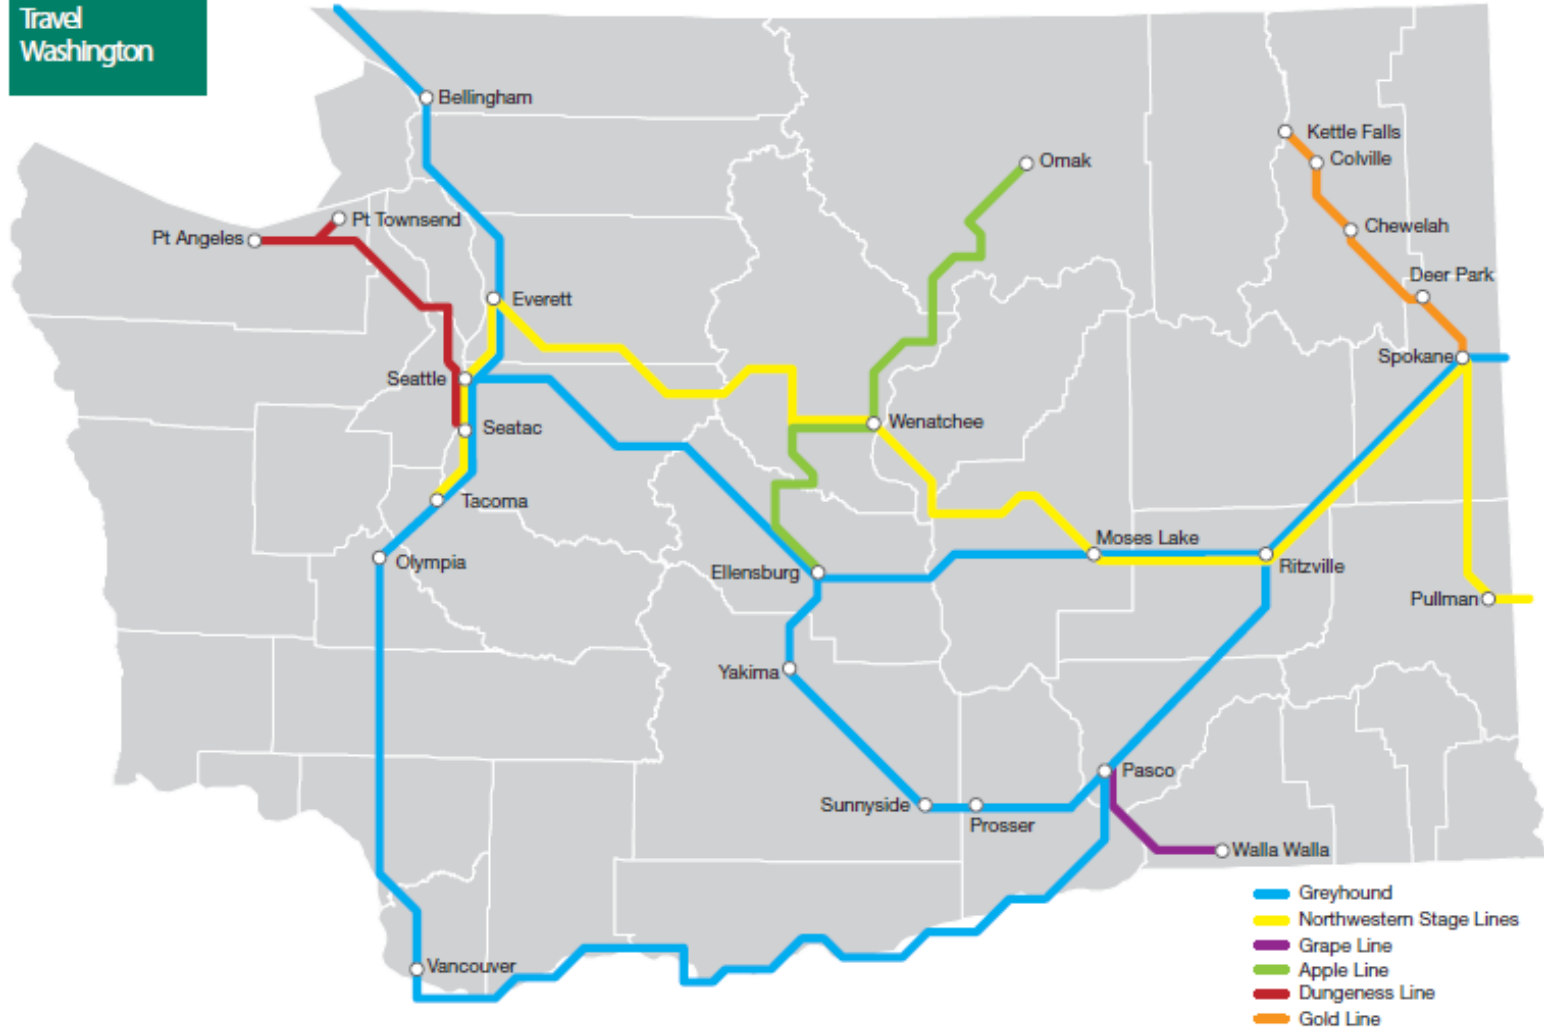 Travel
Washington
Bellingham
Kettle Falls
Colville
Omak
Pt Townsend
Pt Angeles
Chewelah
Deer Park
Everett
Spokane
Seattle
Wenatchee
Seatac
Tacoma
Moses Lake
Olympia
Ellensburg
Ritzville
Pullman
Yakima
Pasco
Sunnyside
Prosser
Walla Walla
Vancouver
Greyhound
Northwestern Stage Lines
Grape Line
Apple Line
Dungeness Line
Gold Line